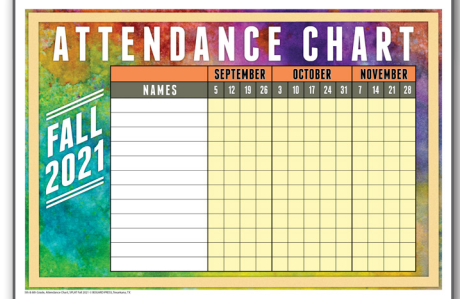 ATTENDANCE CHART
SEPTEMBER OCTOBER NOVEMBER
NAMES 5 12 19 26 3 10 17 24 31 7 14 21 28
FALL
2021